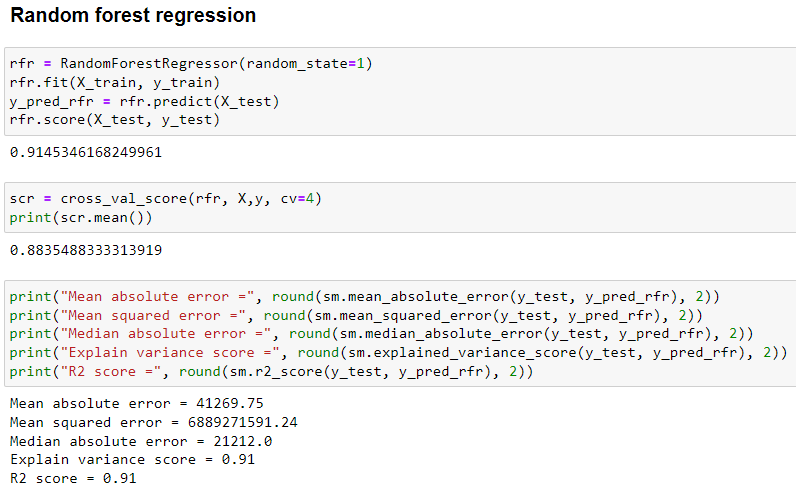 Random forest regression
rfr = RandomForestRegressor(random_state=1)
rfr.fit(X_train, y_train)
y_pred_rfr = rfr.predict(X_test)
rfr.score(X_test, y_test)
0.9145346168249961
scr = cross_val_score(rfr, X,y, cv=4)
print(scr.mean())
0.8835488333313919
print("Mean absolute error =", round(sm.mean_absolute_error(y_test, y_pred_rfr), 2))
print("Mean squared error =", round(sm.mean_squared_error(y_test, y_pred_rfr), 2))
print("Median absolute error =", round(sm.median_absolute_error(y_test, y_pred_rfr), 2))
print("Explain variance score =", round(sm.explained_variance_score(y_test, y_pred_rfr), 2))
print("R2 score =", round(sm.r2_score(y_test, y_pred_rfr), 2))
Mean absolute error = 41269.75
Mean squared error = 6889271591.24
Median absolute error = 21212.0
Explain variance score = 0.91
R2 score = 0.91